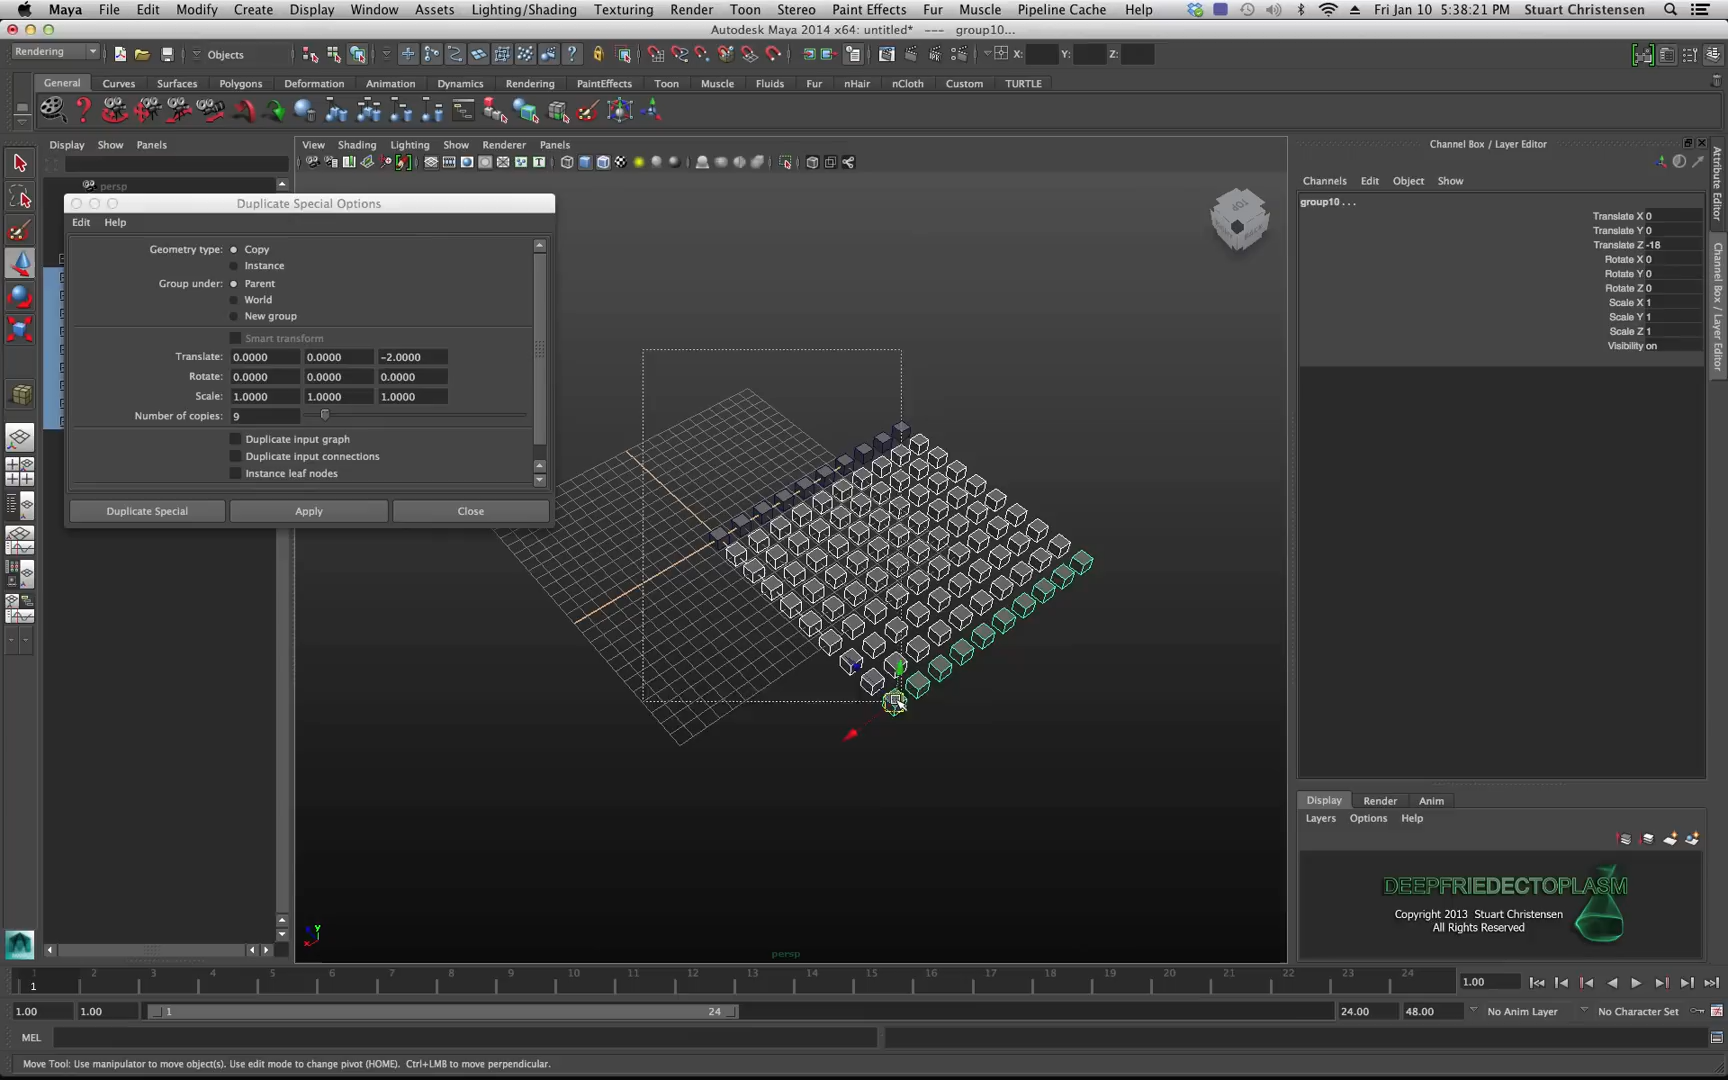 Maya File Edit Modify Create Display Window Assets Lighting/Shading Texturing Render Toon Stereo Paint Effects Fur Muscle Pipeline Cache Help Fri Jan 10 5:38:21 PM Stuart Christensen
Autodesk Maya 2014 x64: untitled* --- group10...
Rendering Objects X: Y: Z:
General Curves Surfaces Polygons Deformation Animation Dynamics Rendering PaintEffects Toon Muscle Fluids Fur nHair nCloth Custom TURTLE
Display Show Panels
View Shading Lighting Show Renderer Panels
persp
Duplicate Special Options
Edit Help
Geometry type: Copy
Instance
Group under: Parent
World
New group
Smart transform
Translate: 0.0000 0.0000 -2.0000
Rotate: 0.0000 0.0000 0.0000
Scale: 1.0000 1.0000 1.0000
Number of copies: 9
Duplicate input graph
Duplicate input connections
Instance leaf nodes
Duplicate Special Apply Close
TOP
BACK
y
x
persp
Channel Box / Layer Editor
Channels Edit Object Show
group10 . . .
Translate X 0
Translate Y 0
Translate Z -18
Rotate X 0
Rotate Y 0
Rotate Z 0
Scale X 1
Scale Y 1
Scale Z 1
Visibility on
Attribute Editor
Channel Box / Layer Editor
Display Render Anim
Layers Options Help
DEEPFRIEDECTOPLASM
Copyright 2013 Stuart Christensen
All Rights Reserved
1 2 3 4 5 6 7 8 9 10 11 12 13 14 15 16 17 18 19 20 21 22 23 24
1 1.00
1.00 1.00 1 24 24.00 48.00 No Anim Layer No Character Set
MEL
Move Tool: Use manipulator to move object(s). Use edit mode to change pivot (HOME). Ctrl+LMB to move perpendicular.